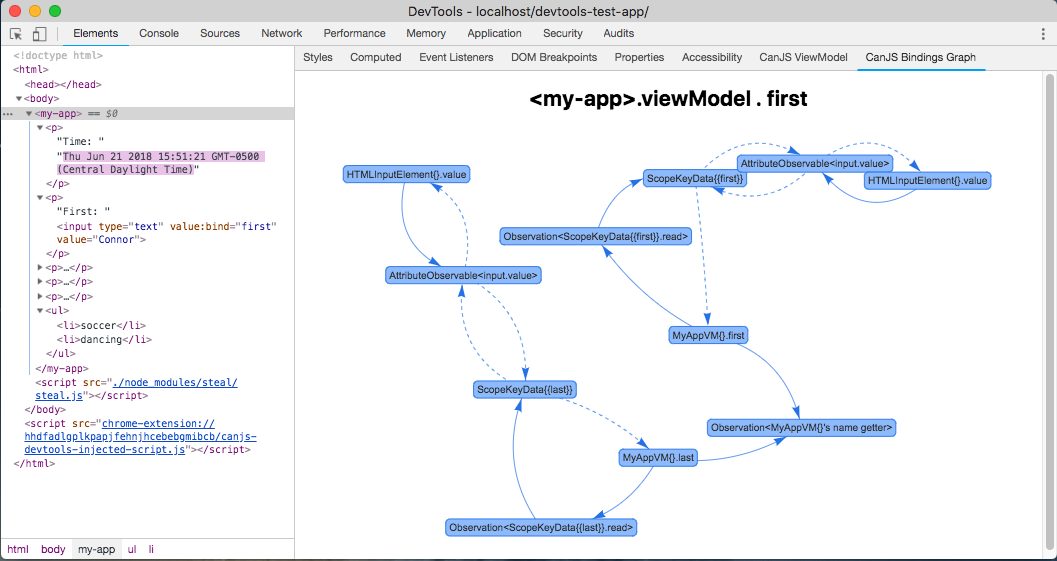 DevTools - localhost/devtools-test-app/
Elements Console Sources Network Performance Memory Application Security Audits
<!doctype html>
<html>
<head></head>
<body>
<my-app> == $0
<p>
"Time: "
"Thu Jun 21 2018 15:51:21 GMT-0500
(Central Daylight Time)"
</p>
<p>
"First: "
<input type="text" value:bind="first"
value="Connor">
</p>
<p>…</p>
<p>…</p>
<p>…</p>
<ul>
<li>soccer</li>
<li>dancing</li>
</ul>
</my-app>
<script src="./node_modules/steal/
steal.js"></script>
</body>
<script src="chrome-extension://
hhdfadlgplkpapjfehnjhcebebgmibcb/canjs-
devtools-injected-script.js"></script>
</html>
html body my-app ul li
Styles Computed Event Listeners DOM Breakpoints Properties Accessibility CanJS ViewModel CanJS Bindings Graph
<my-app>.viewModel . first
HTMLInputElement{}.value
ScopeKeyData{{first}}
AttributeObservable<input.value>
HTMLInputElement{}.value
Observation<ScopeKeyData{{first}}.read>
AttributeObservable<input.value>
MyAppVM{}.first
ScopeKeyData{{last}}
Observation<MyAppVM{}'s name getter>
MyAppVM{}.last
Observation<ScopeKeyData{{last}}.read>